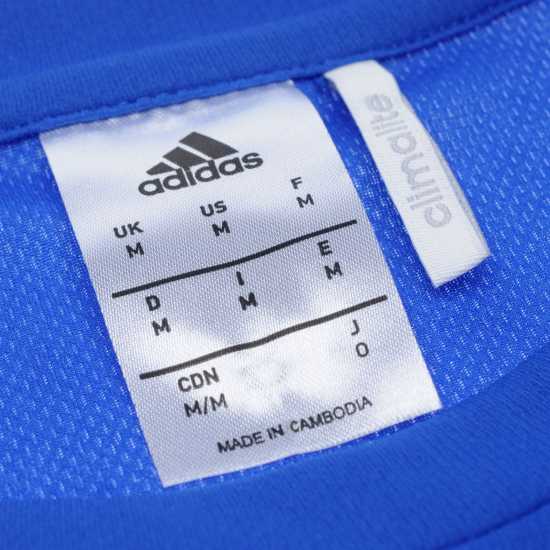 adidas
UK US F
M M M
D I E
M M M
CDN J
M/M O
MADE IN CAMBODIA
climalite